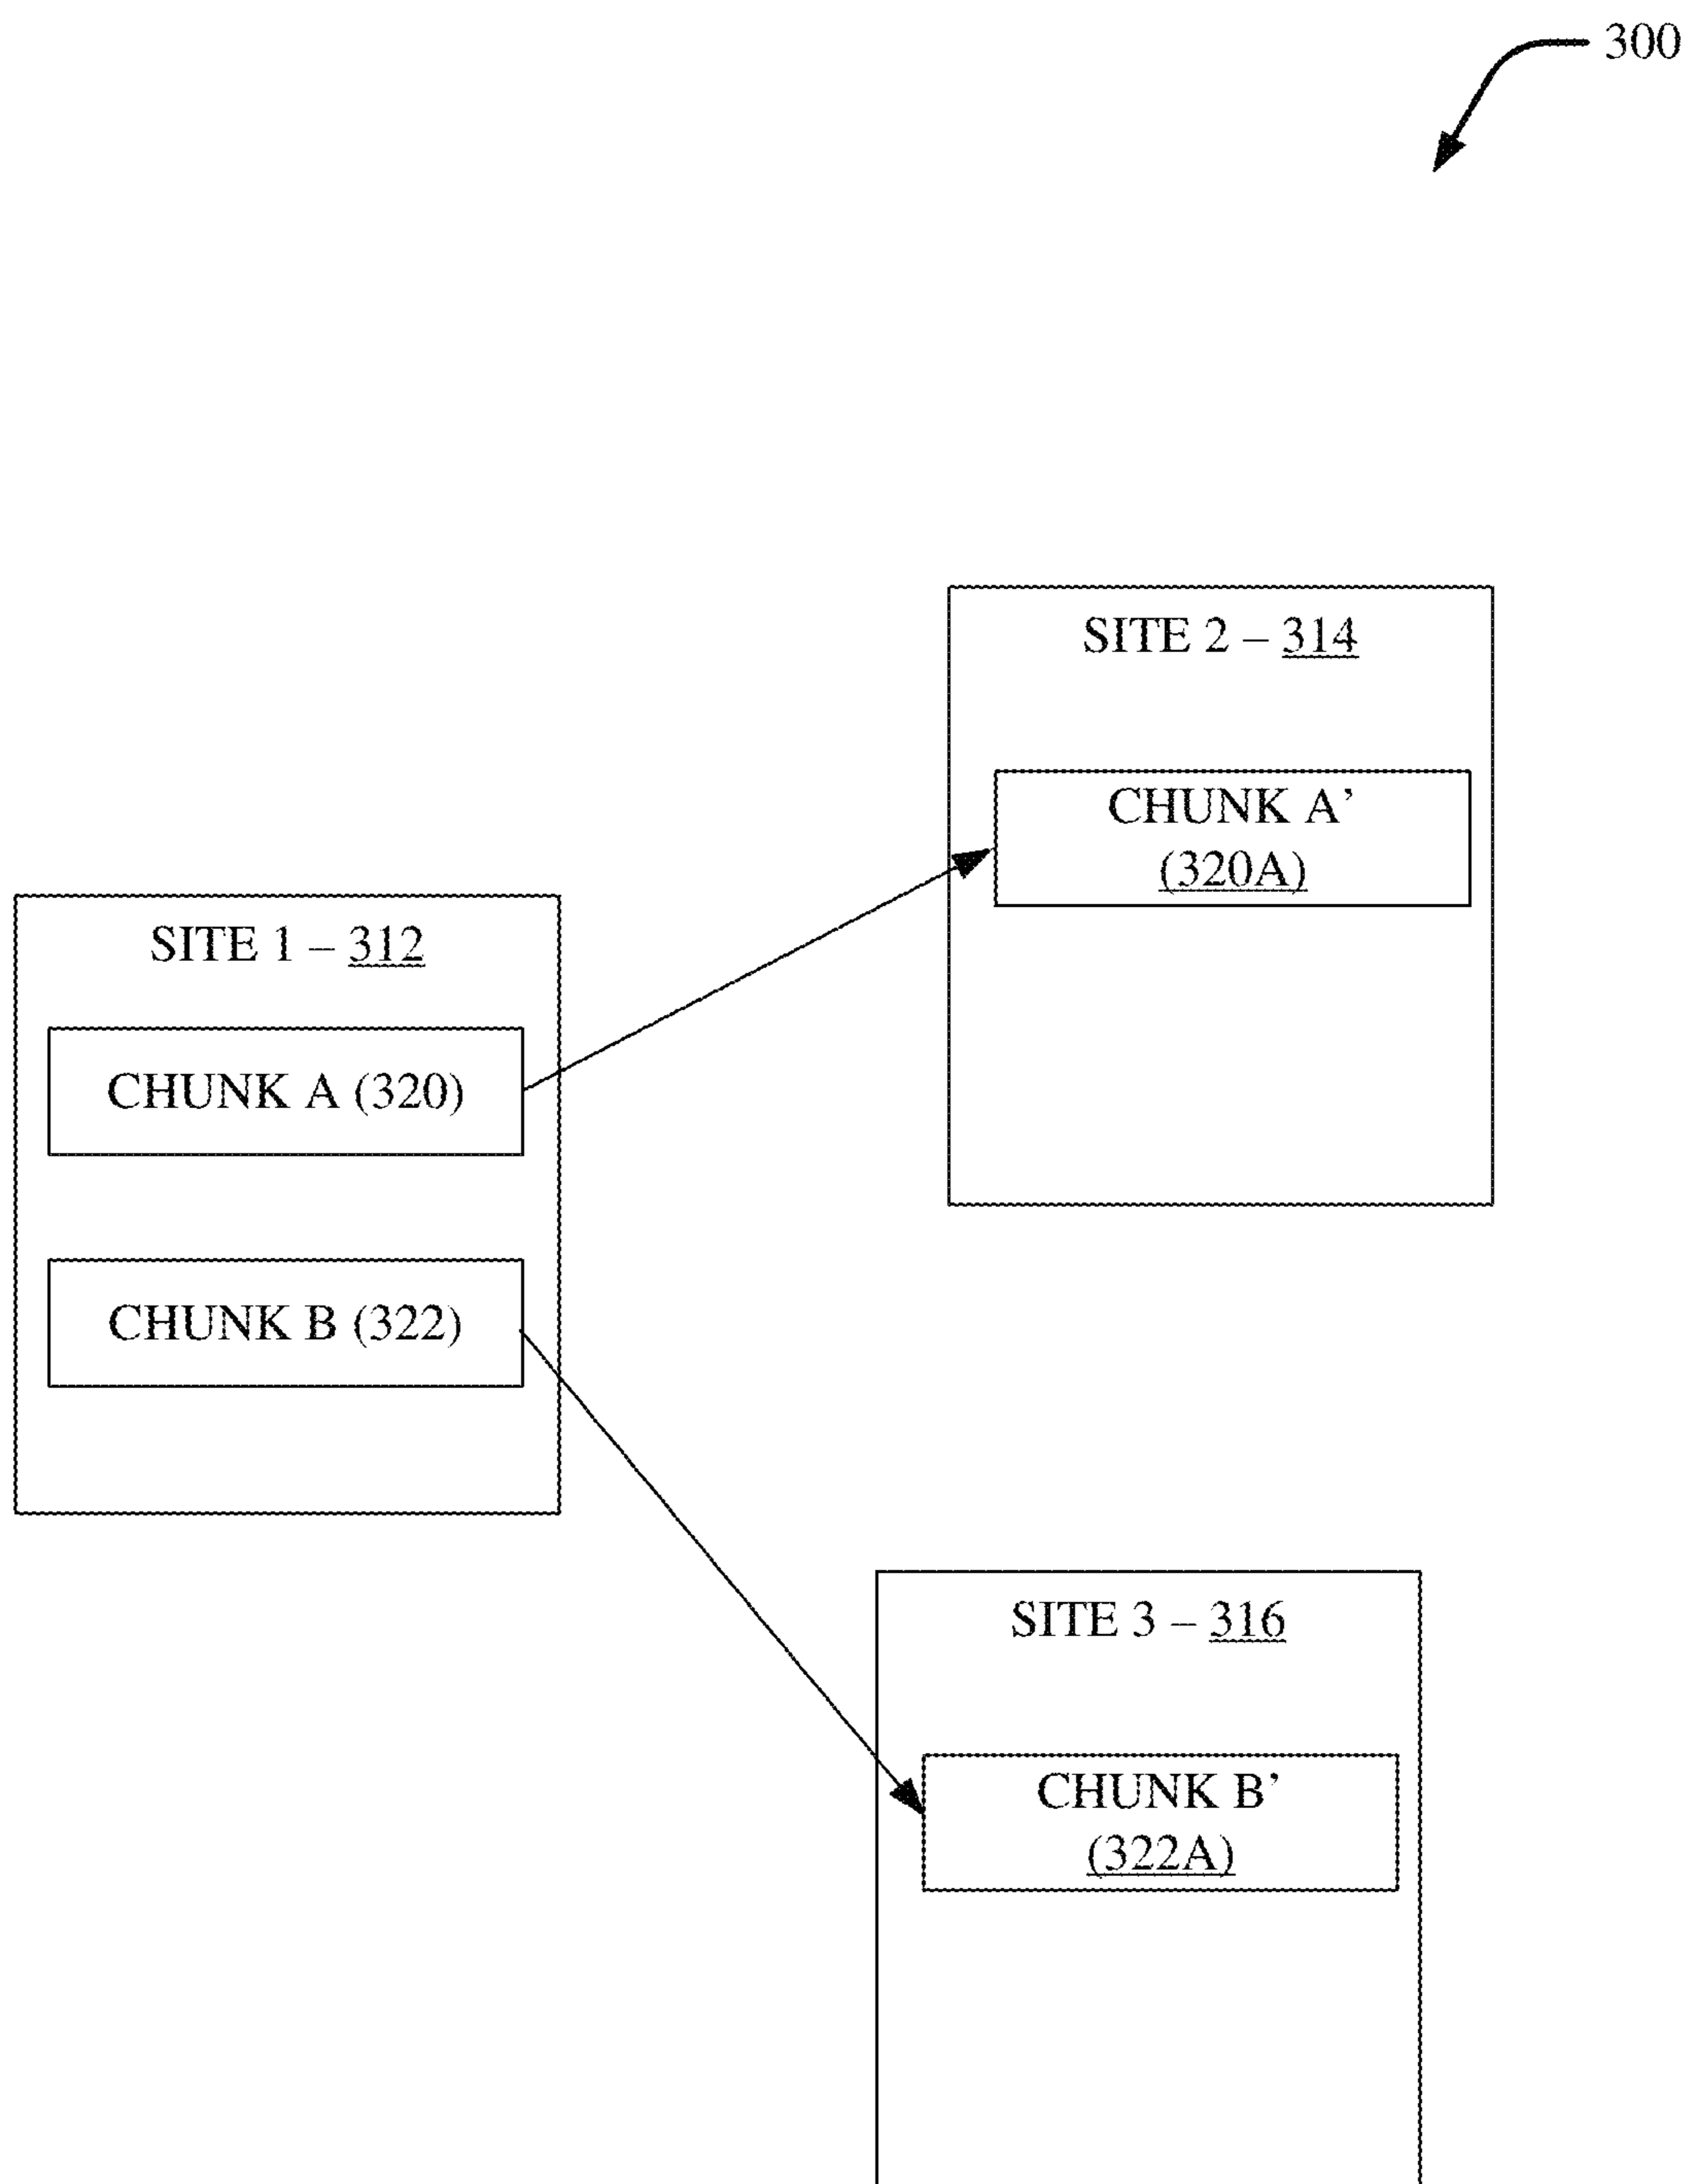 300
SITE 2 – 314
CHUNK A’
(320A)
SITE 1 – 312
CHUNK A (320)
CHUNK B (322)
SITE 3 – 316
CHUNK B’
(322A)